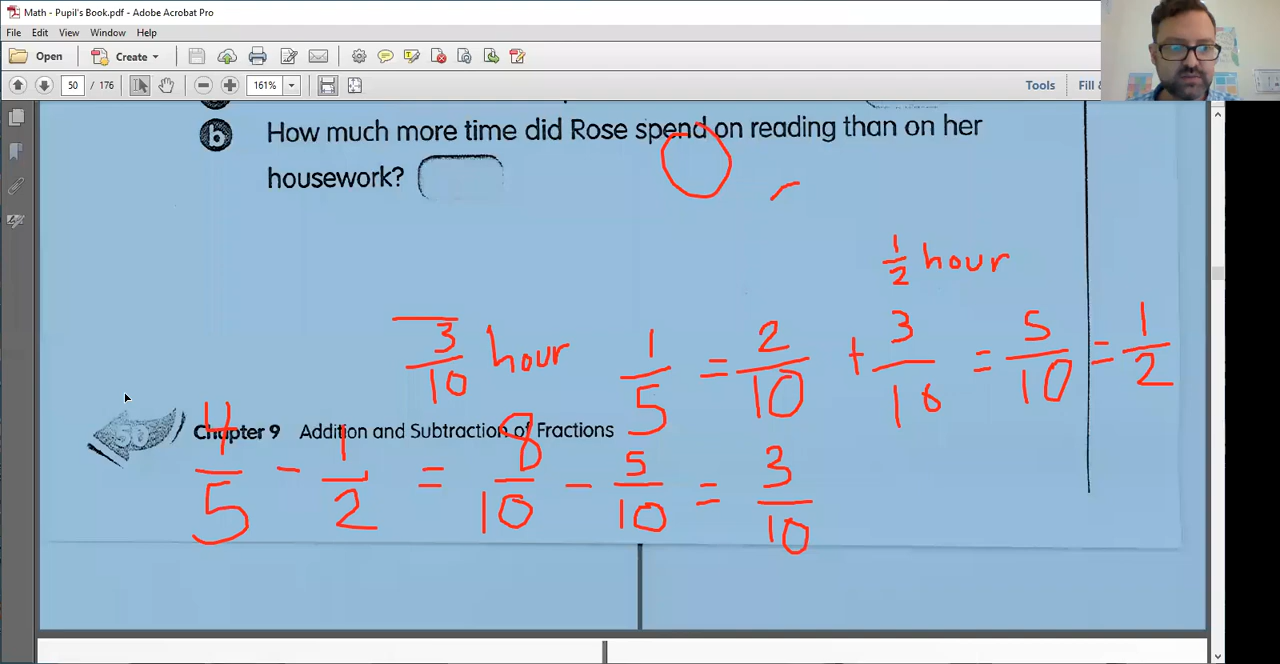 Math - Pupil's Book.pdf - Adobe Acrobat Pro
File Edit View Window Help
Open Create
50 / 176 161% Tools Fill &
b How much more time did Rose spend on reading than on her
housework?
1/2 hour
3/10 hour 1/5 = 2/10 + 3/10 = 5/10 = 1/2
50 Chapter 9 Addition and Subtraction of Fractions
4/5 - 1/2 = 8/10 - 5/10 = 3/10